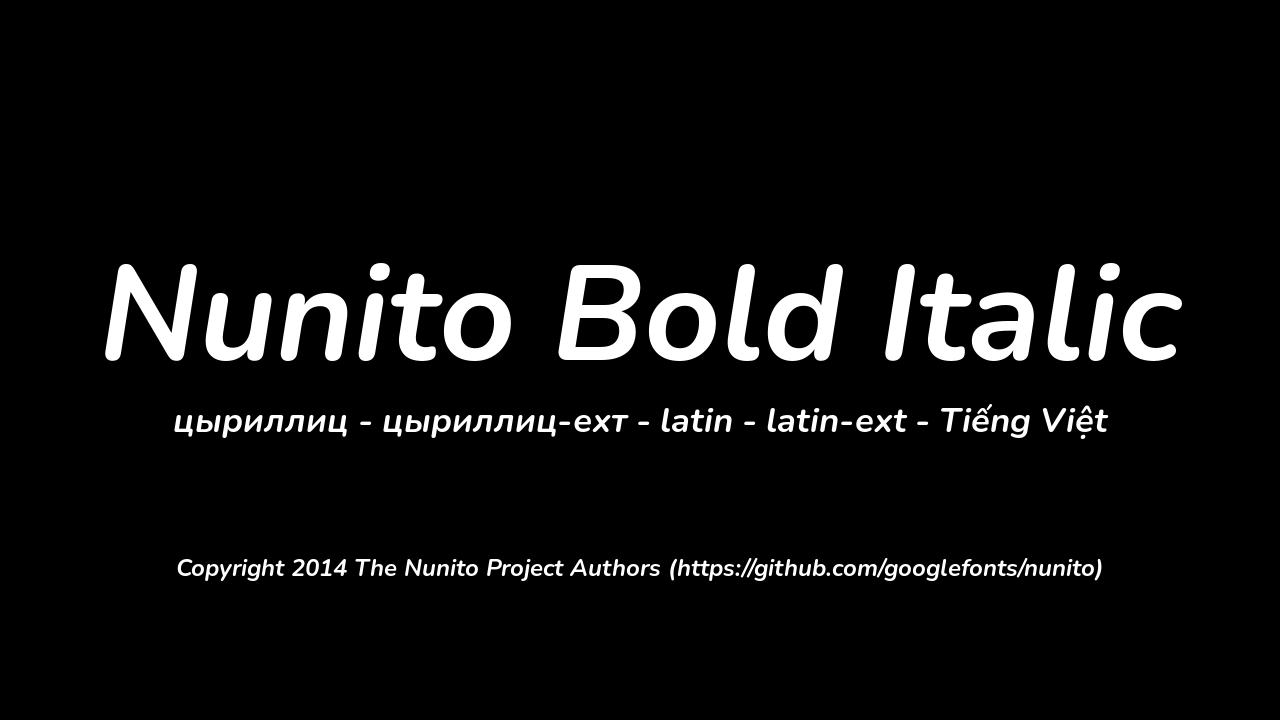 Nunito Bold Italic
цыриллиц - цыриллиц-ехт - latin - latin-ext - Tiếng Việt
Copyright 2014 The Nunito Project Authors (https://github.com/googlefonts/nunito)